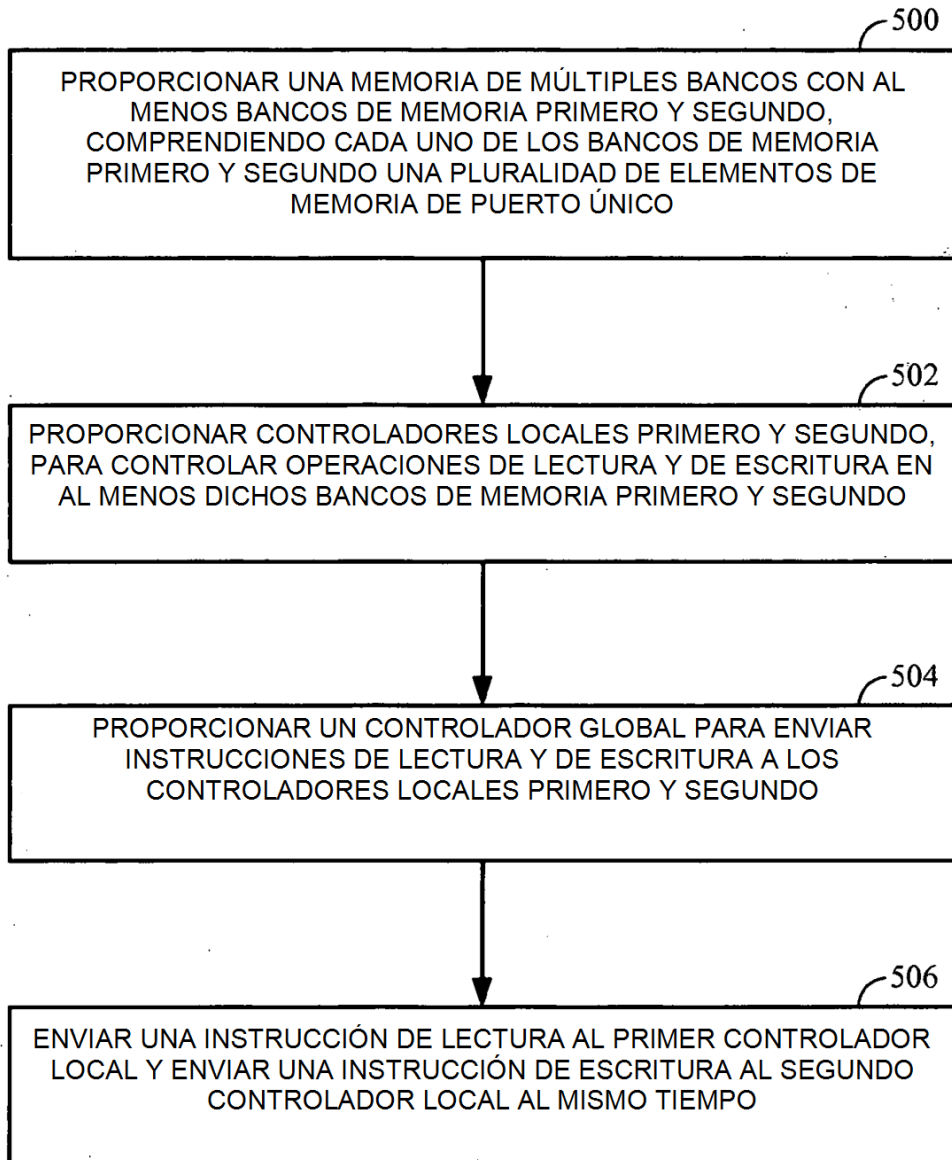 500
PROPORCIONAR UNA MEMORIA DE MÚLTIPLES BANCOS CON AL
MENOS BANCOS DE MEMORIA PRIMERO Y SEGUNDO,
COMPRENDIENDO CADA UNO DE LOS BANCOS DE MEMORIA
PRIMERO Y SEGUNDO UNA PLURALIDAD DE ELEMENTOS DE
MEMORIA DE PUERTO ÚNICO
502
PROPORCIONAR CONTROLADORES LOCALES PRIMERO Y SEGUNDO,
PARA CONTROLAR OPERACIONES DE LECTURA Y DE ESCRITURA EN
AL MENOS DICHOS BANCOS DE MEMORIA PRIMERO Y SEGUNDO
504
PROPORCIONAR UN CONTROLADOR GLOBAL PARA ENVIAR
INSTRUCCIONES DE LECTURA Y DE ESCRITURA A LOS
CONTROLADORES LOCALES PRIMERO Y SEGUNDO
506
ENVIAR UNA INSTRUCCIÓN DE LECTURA AL PRIMER CONTROLADOR
LOCAL Y ENVIAR UNA INSTRUCCIÓN DE ESCRITURA AL SEGUNDO
CONTROLADOR LOCAL AL MISMO TIEMPO